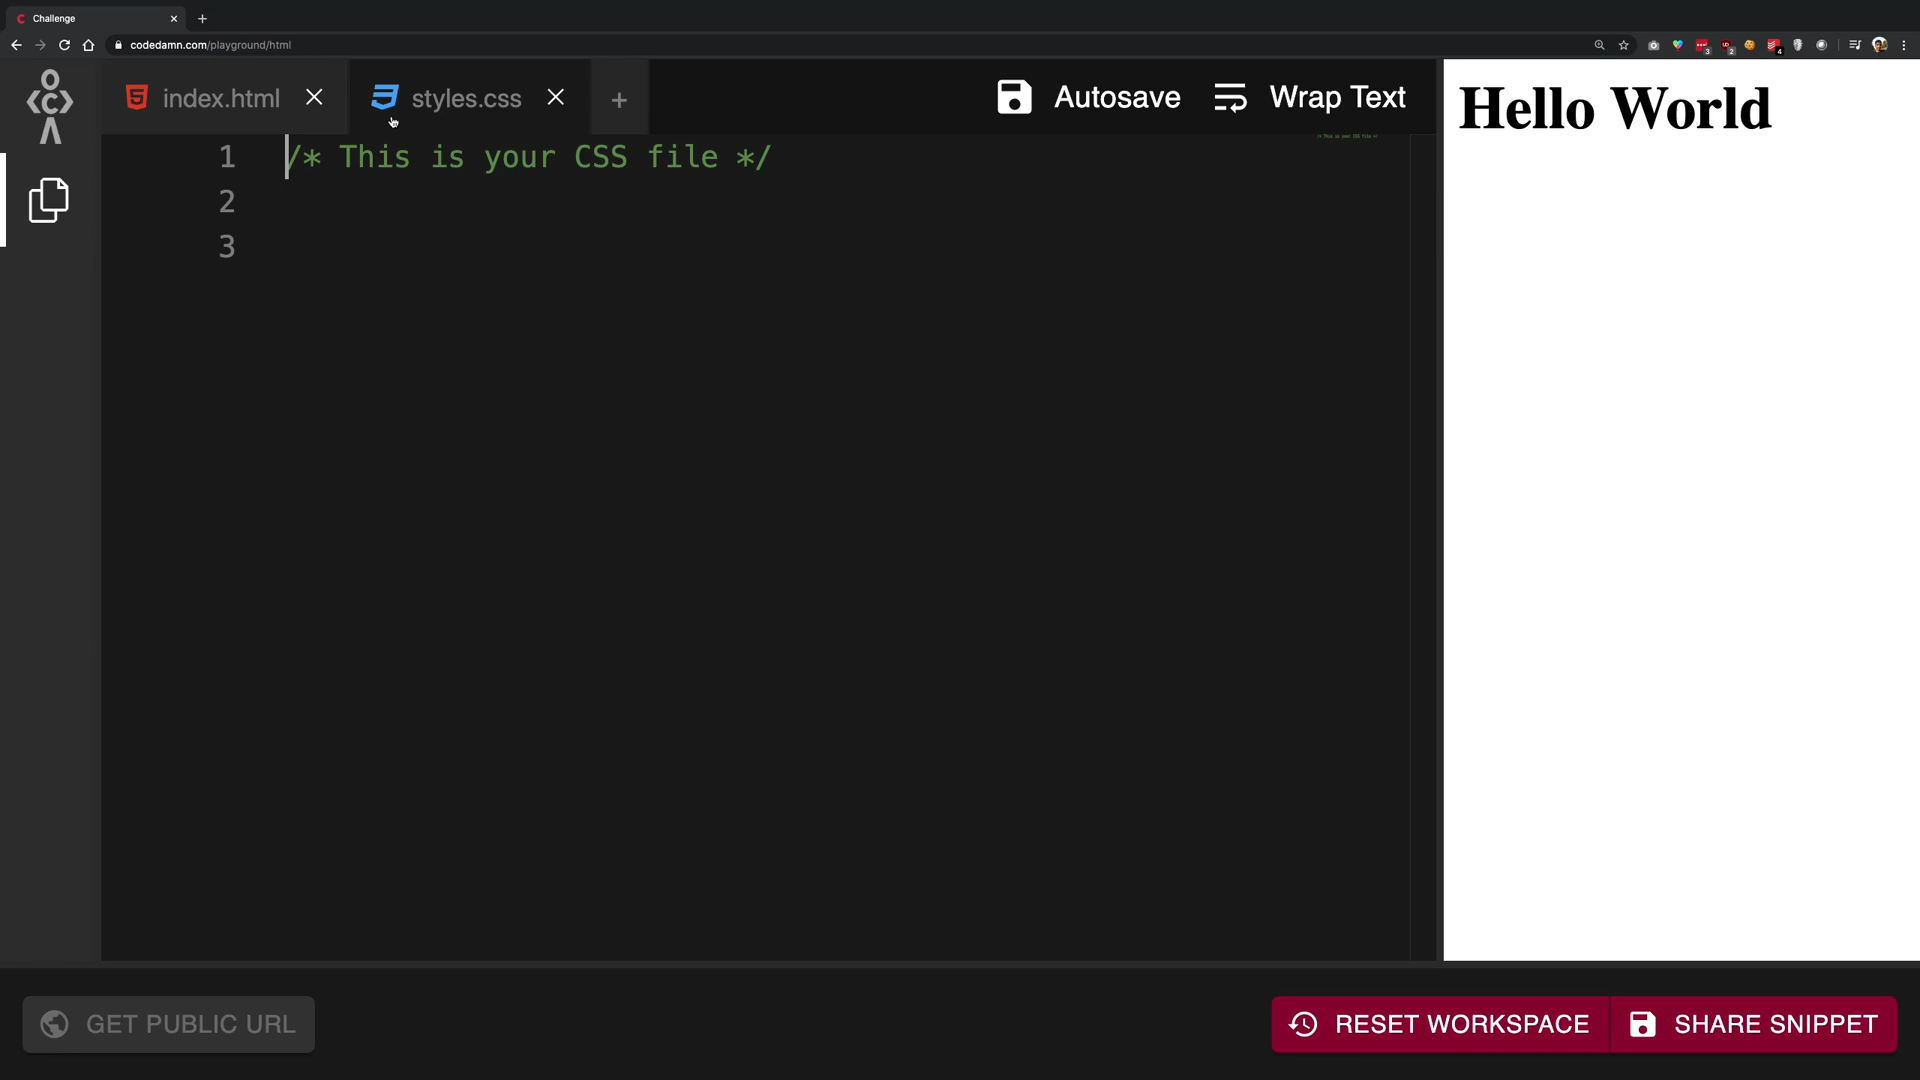 Challenge
codedamn.com/playground/html
index.html
styles.css
Autosave
Wrap Text
1 /* This is your CSS file */
2
3
Hello World
GET PUBLIC URL
RESET WORKSPACE
SHARE SNIPPET